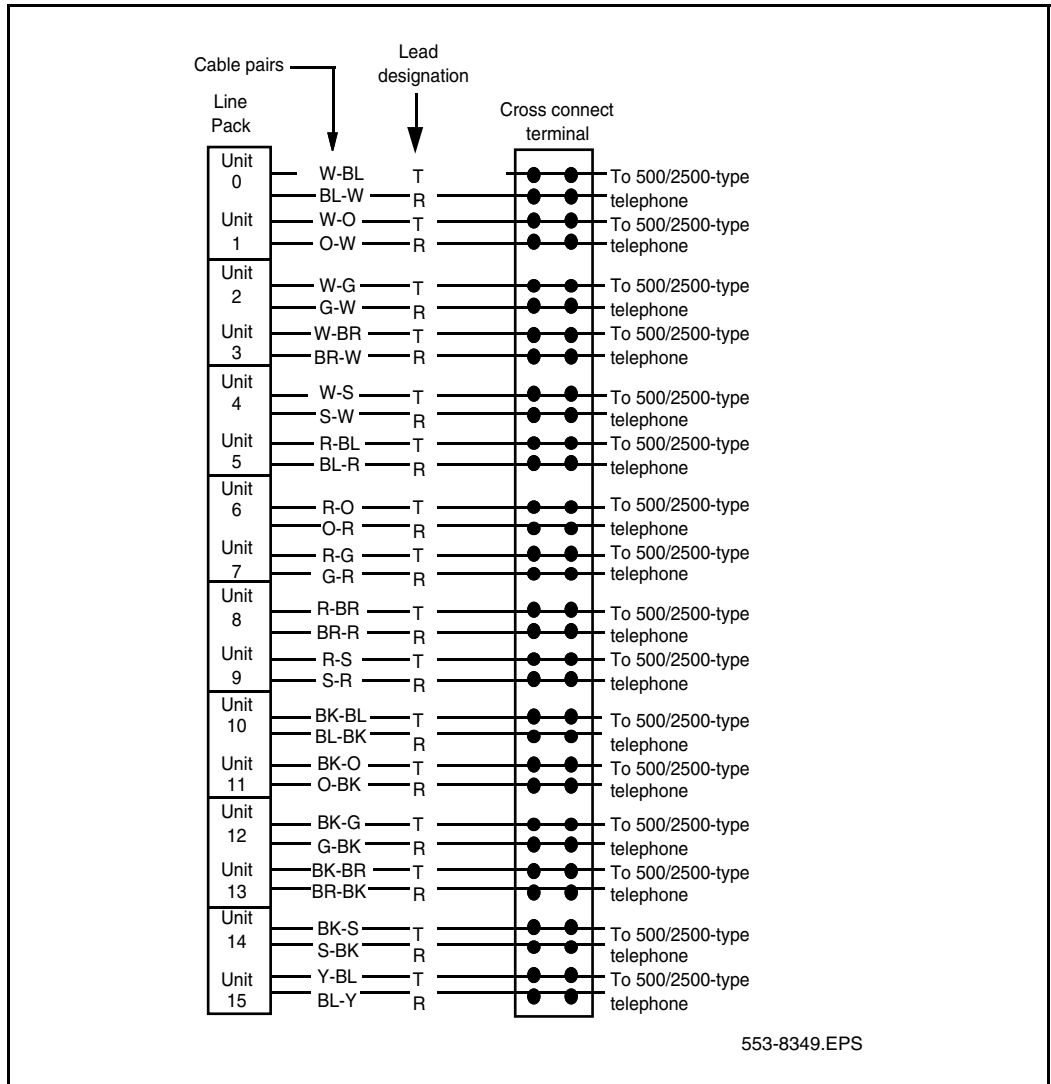 Cable pairs
Lead
designation
Line
Pack
Cross connect
terminal
Unit
0
W-BL T To 500/2500-type
BL-W R telephone
Unit
1
W-O T To 500/2500-type
O-W R telephone
Unit
2
W-G T To 500/2500-type
G-W R telephone
Unit
3
W-BR T To 500/2500-type
BR-W R telephone
Unit
4
W-S T To 500/2500-type
S-W R telephone
Unit
5
R-BL T To 500/2500-type
BL-R R telephone
Unit
6
R-O T To 500/2500-type
O-R R telephone
Unit
7
R-G T To 500/2500-type
G-R R telephone
Unit
8
R-BR T To 500/2500-type
BR-R R telephone
Unit
9
R-S T To 500/2500-type
S-R R telephone
Unit
10
BK-BL T To 500/2500-type
BL-BK R telephone
Unit
11
BK-O T To 500/2500-type
O-BK R telephone
Unit
12
BK-G T To 500/2500-type
G-BK R telephone
Unit
13
BK-BR T To 500/2500-type
BR-BK R telephone
Unit
14
BK-S T To 500/2500-type
S-BK R telephone
Unit
15
Y-BL T To 500/2500-type
BL-Y R telephone
553-8349.EPS